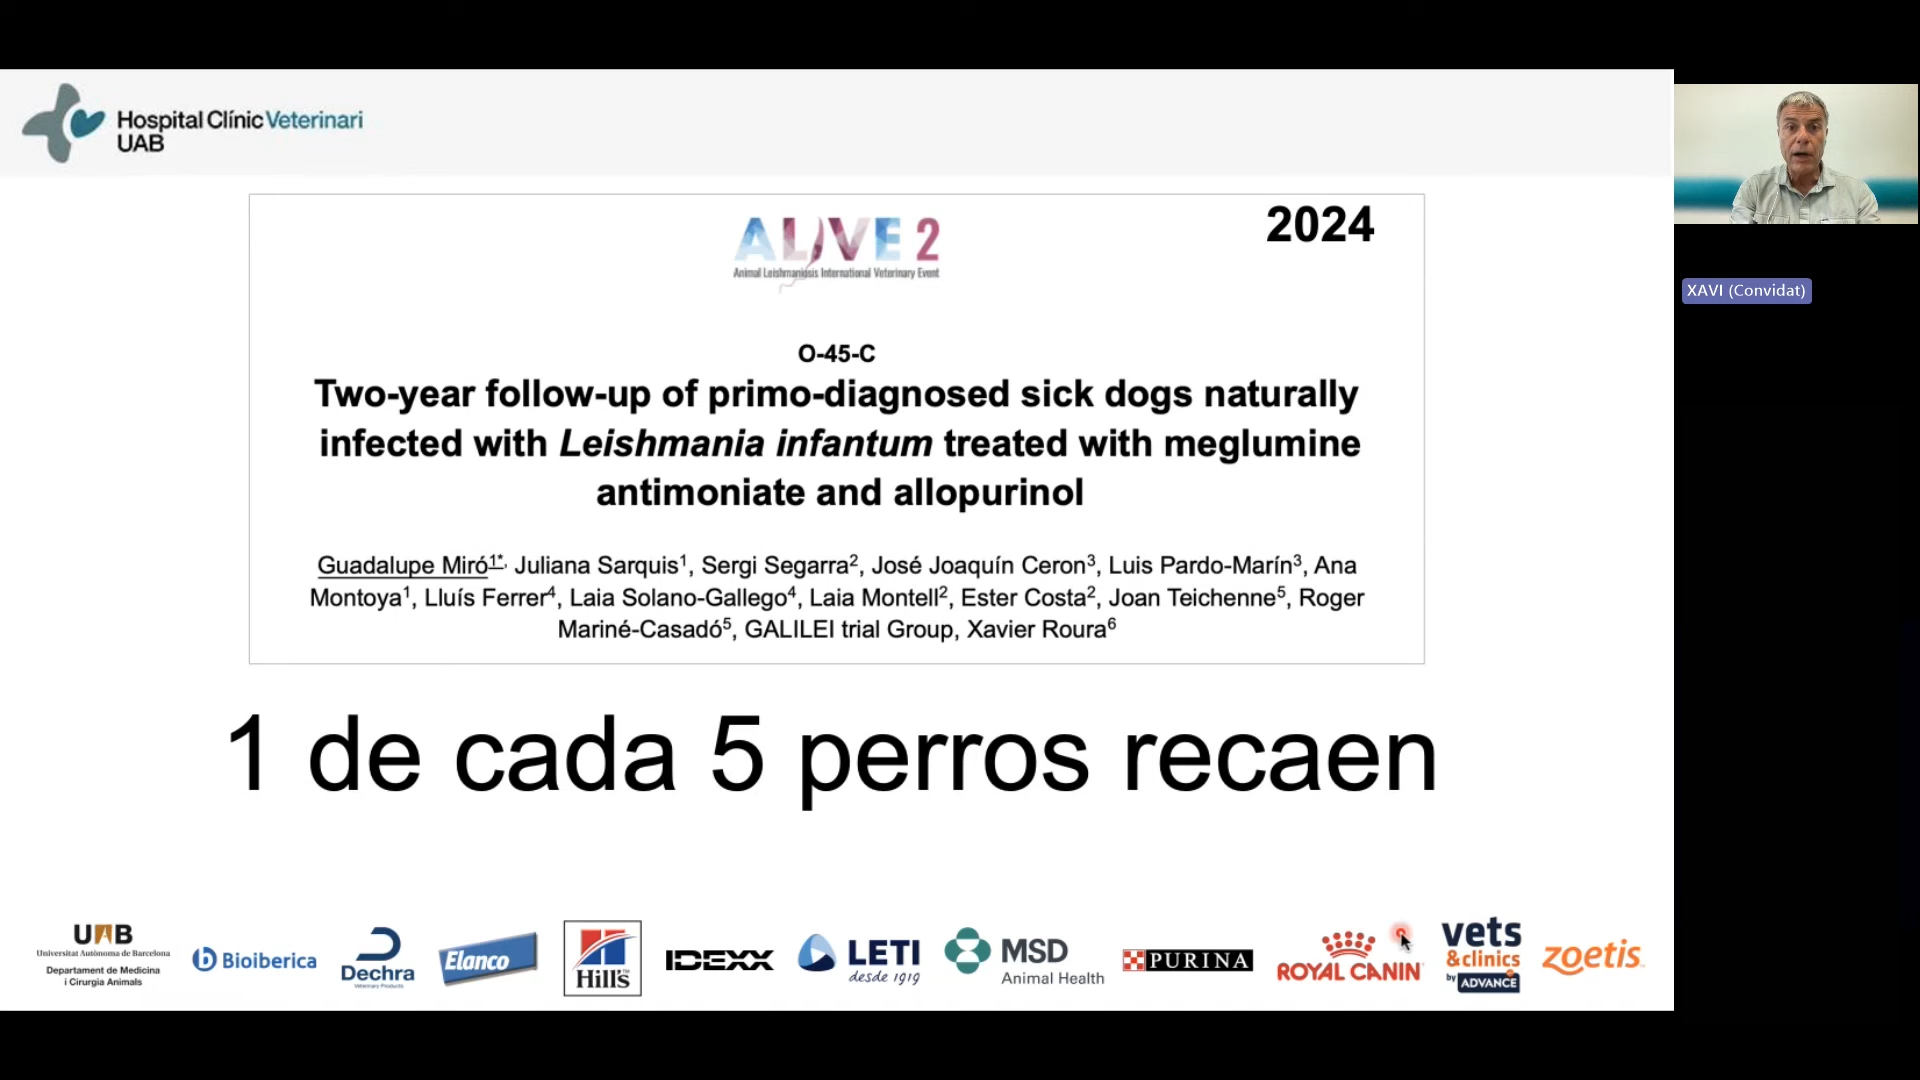 Hospital Clínic Veterinari
UAB
2024
ALIVE 2
Animal Leishmaniosis International Veterinary Event
O-45-C
Two-year follow-up of primo-diagnosed sick dogs naturally
infected with Leishmania infantum treated with meglumine
antimoniate and allopurinol
Guadalupe Miró1*, Juliana Sarquis1, Sergi Segarra2, José Joaquín Ceron3, Luis Pardo-Marín3, Ana
Montoya1, Lluís Ferrer4, Laia Solano-Gallego4, Laia Montell2, Ester Costa2, Joan Teichenne5, Roger
Mariné-Casadó5, GALILEI trial Group, Xavier Roura6
1 de cada 5 perros recaen
XAVI (Convidat)
UAB
Universitat Autònoma de Barcelona
Departament de Medicina
i Cirurgia Animals
Bioiberica
Dechra
Veterinary Products
Elanco
Hill's
IDEXX
LETI
desde 1919
MSD
Animal Health
PURINA
ROYAL CANIN
vets
&clinics
by ADVANCE
zoetis